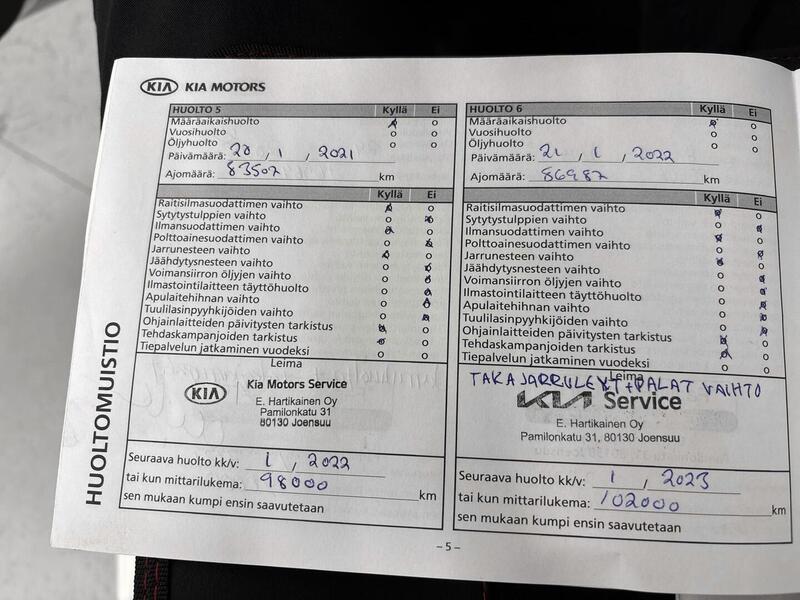 KIA KIA MOTORS
HUOLTO 5 Kyllä Ei
Määräaikaishuolto
Vuosihuolto o o
Öljyhuolto o o
Päivämäärä: 20 , 1 , 2021
Ajomäärä: 83502 km
Kyllä Ei
Raitisilmasuodattimen vaihto
Sytytystulppien vaihto
Ilmansuodattimen vaihto
Polttoainesuodattimen vaihto
Jarrunesteen vaihto
Jäähdytysnesteen vaihto
Voimansiirron öljyjen vaihto
Ilmastointilaitteen täyttöhuolto
Apulaitehihnan vaihto
Tuulilasinpyyhkijöiden vaihto
Ohjainlaitteiden päivitysten tarkistus
Tehdaskampanjoiden tarkistus
Tiepalvelun jatkaminen vuodeksi
Leima
KIA Kia Motors Service
E. Hartikainen Oy
Pamilonkatu 31
80130 Joensuu
Seuraava huolto kk/v: 1 , 2022
tai kun mittarilukema: 98000 km
sen mukaan kumpi ensin saavutetaan
HUOLTO 6 Kyllä Ei
Määräaikaishuolto
Vuosihuolto o o
Öljyhuolto o o
Päivämäärä: 21 , 1 , 2022
Ajomäärä: 86987 km
Kyllä Ei
Raitisilmasuodattimen vaihto
Sytytystulppien vaihto
Ilmansuodattimen vaihto
Polttoainesuodattimen vaihto
Jarrunesteen vaihto
Jäähdytysnesteen vaihto
Voimansiirron öljyjen vaihto
Ilmastointilaitteen täyttöhuolto
Apulaitehihnan vaihto
Tuulilasinpyyhkijöiden vaihto
Ohjainlaitteiden päivitysten tarkistus
Tehdaskampanjoiden tarkistus
Tiepalvelun jatkaminen vuodeksi
Leima
TAKAJARRULEVYT+PALAT VAIHTO
KIA Service
E. Hartikainen Oy
Pamilonkatu 31, 80130 Joensuu
Seuraava huolto kk/v: 1 , 2023
tai kun mittarilukema: 102000 km
sen mukaan kumpi ensin saavutetaan
HUOLTOMUISTIO
– 5 –